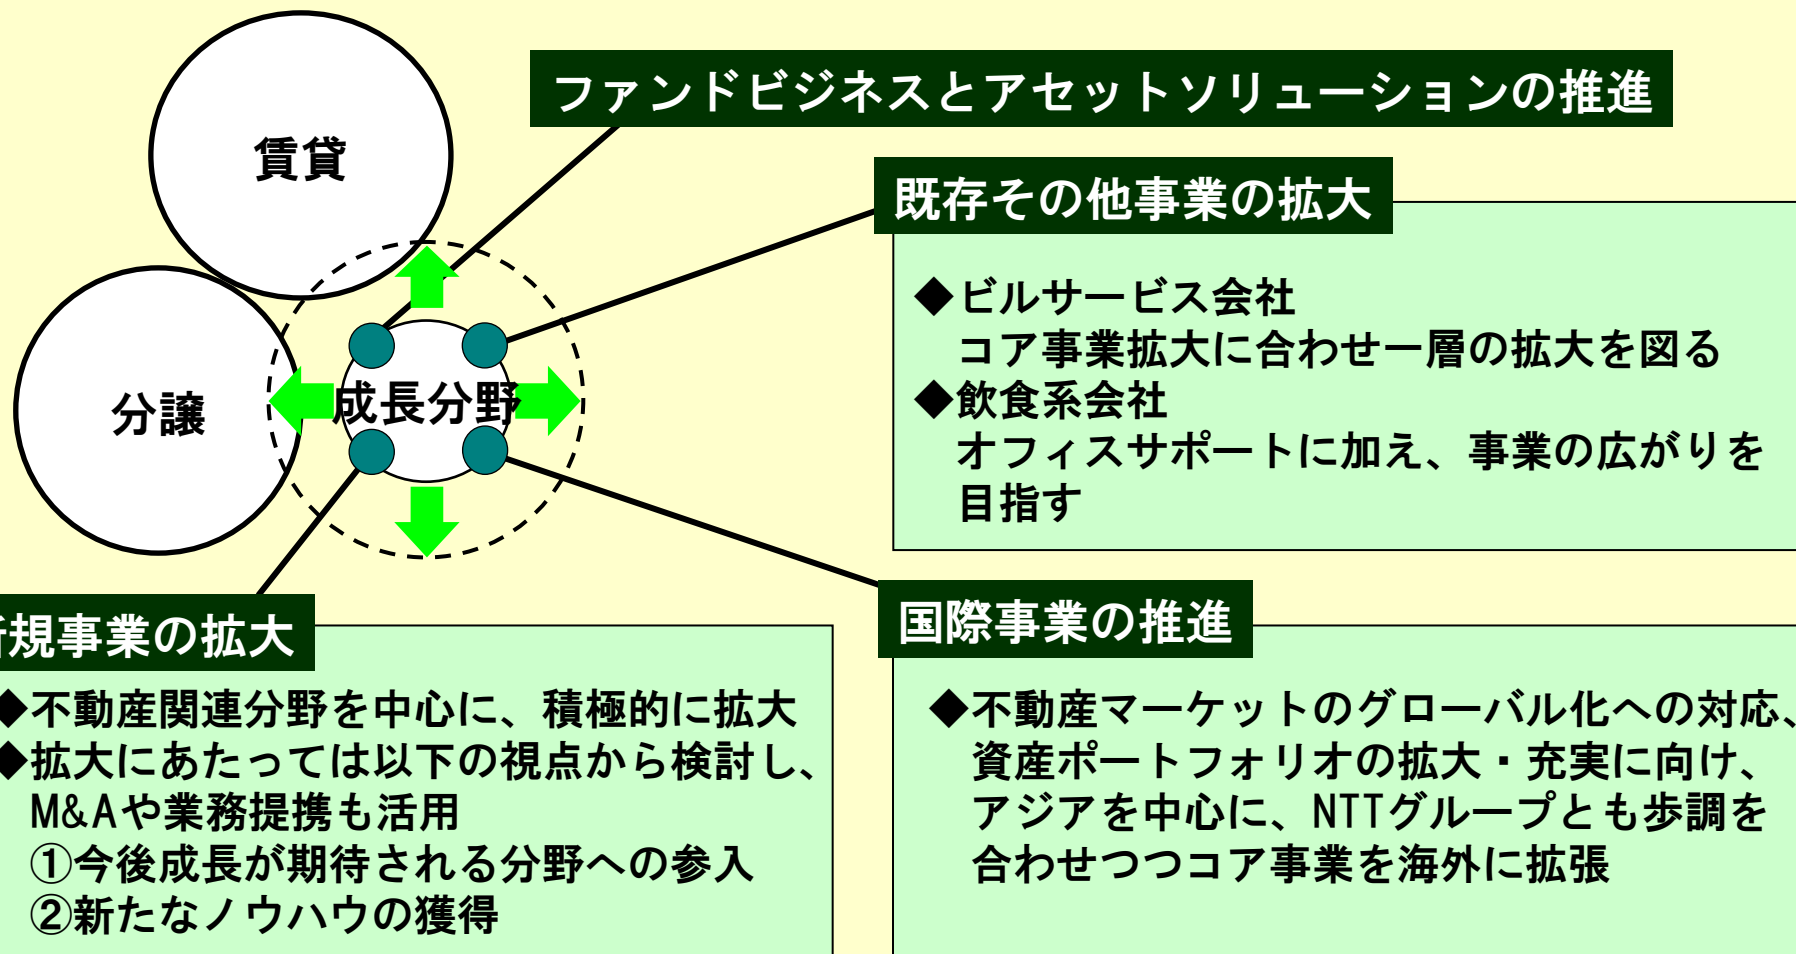 ファンドビジネスとアセットソリューションの推進
賃貸
既存その他事業の拡大
◆ビルサービス会社
コア事業拡大に合わせ一層の拡大を図る
◆飲食系会社
オフィスサポートに加え、事業の広がりを
目指す
分譲
成長分野
規事業の拡大
◆不動産関連分野を中心に、積極的に拡大
◆拡大にあたっては以下の視点から検討し、
M&Aや業務提携も活用
①今後成長が期待される分野への参入
②新たなノウハウの獲得
国際事業の推進
◆不動産マーケットのグローバル化への対応、
資産ポートフォリオの拡大・充実に向け、
アジアを中心に、NTTグループとも歩調を
合わせつつコア事業を海外に拡張